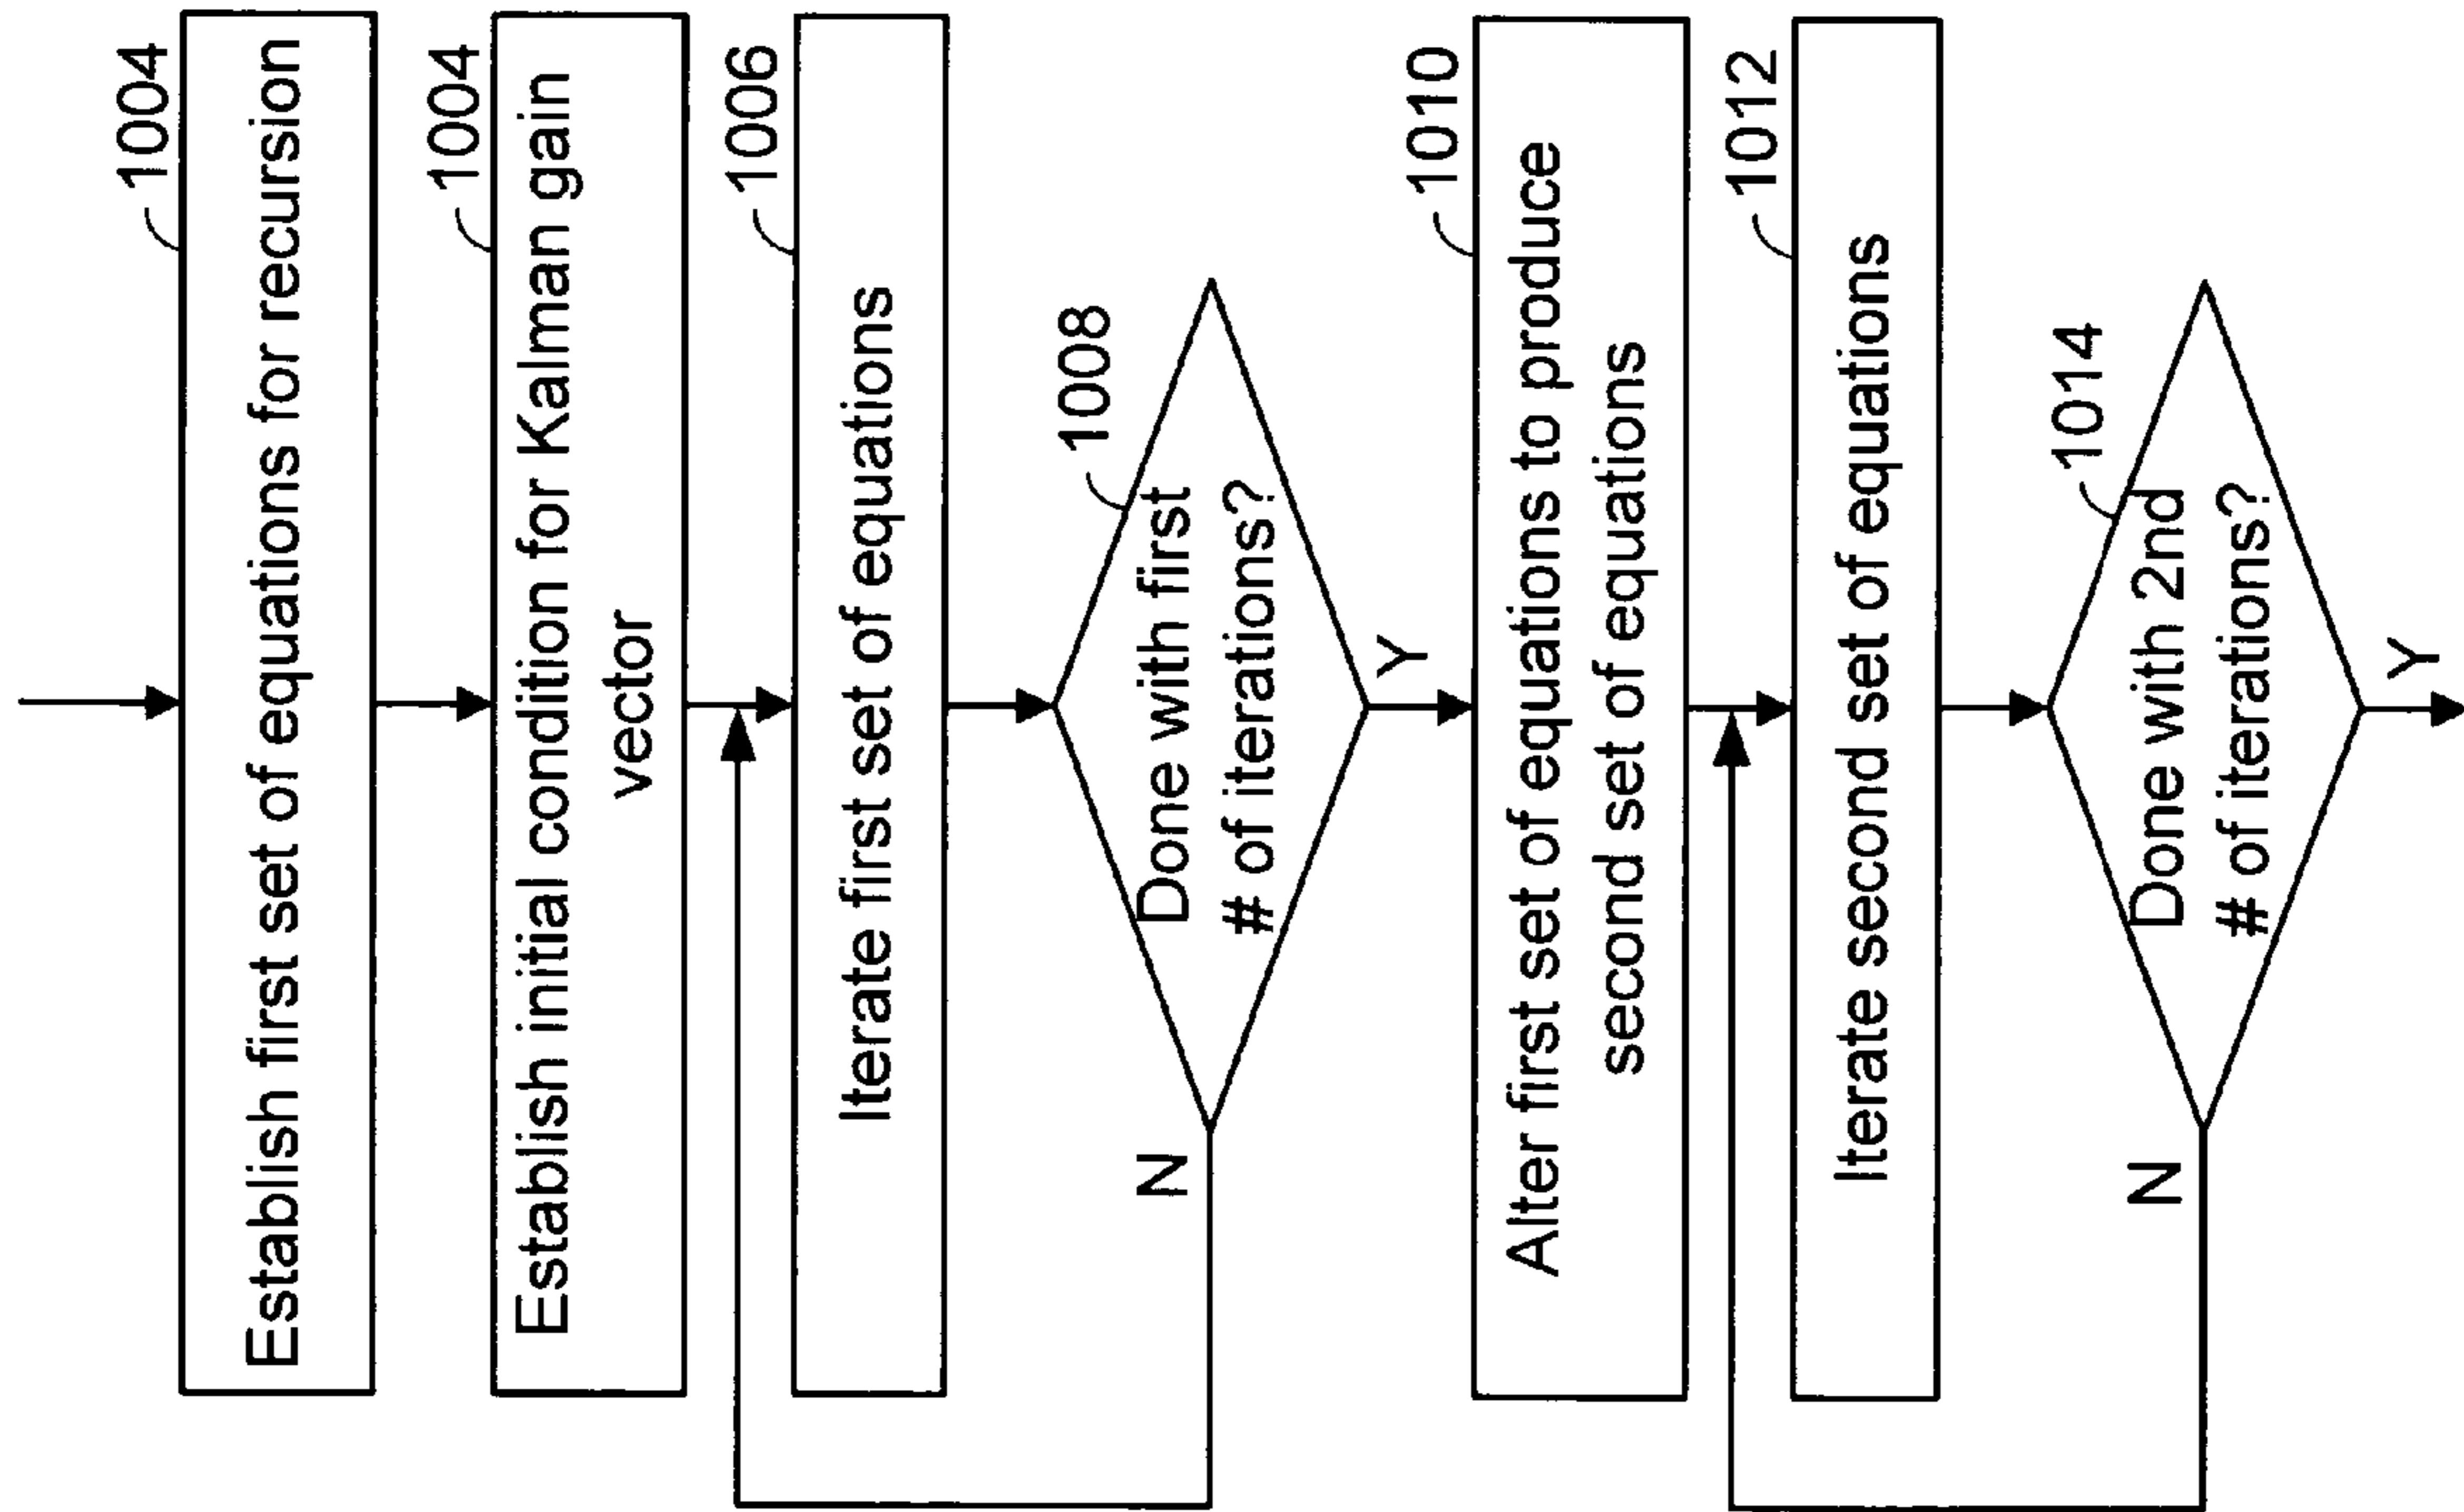 1004
Establish first set of equations for recursion
1004
Establish initial condition for Kalman gain
vector
1006
Iterate first set of equations
1008
Done with first
# of iterations?
N
Y
1010
Alter first set of equations to produce
second set of equations
1012
Iterate second set of equations
1014
Done with 2nd
# of iterations?
N
Y